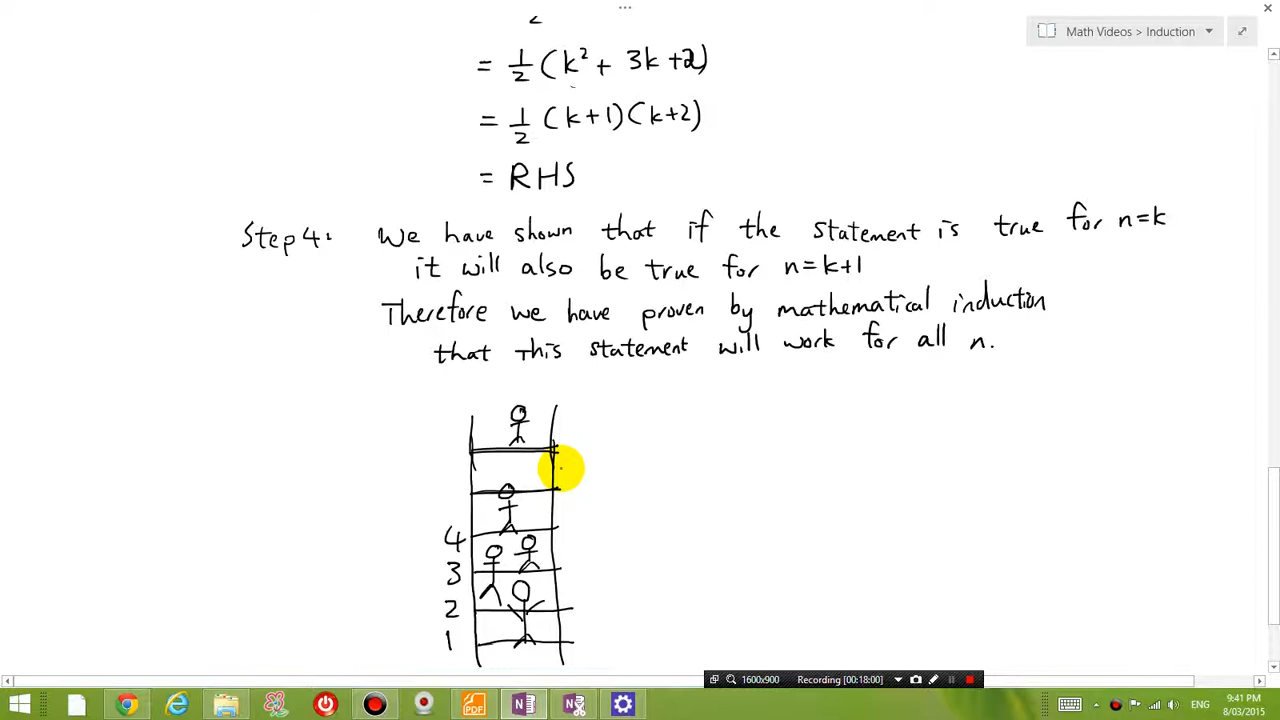 Math Videos > Induction
= 1/2 (k² + 3k +2)
= 1/2 (k+1)(k+2)
= RHS
Step 4: We have shown that if the statement is true for n=k
it will also be true for n=k+1
Therefore we have proven by mathematical induction
that this statement will work for all n.
4
3
2
1
1600x900 Recording [00:18:00]
PDF
ENG
9:41 PM
8/03/2015